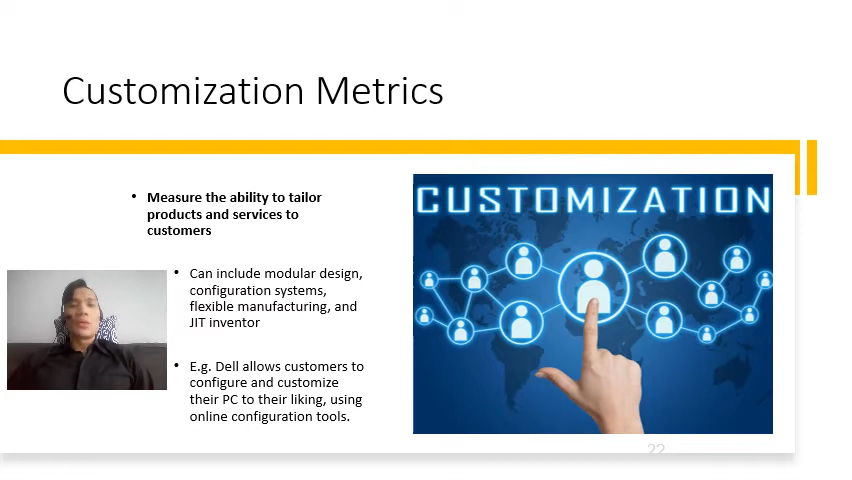 Customization Metrics
• Measure the ability to tailor
products and services to
customers
• Can include modular design,
configuration systems,
flexible manufacturing, and
JIT inventor
• E.g. Dell allows customers to
configure and customize
their PC to their liking, using
online configuration tools.
CUSTOMIZATION
22